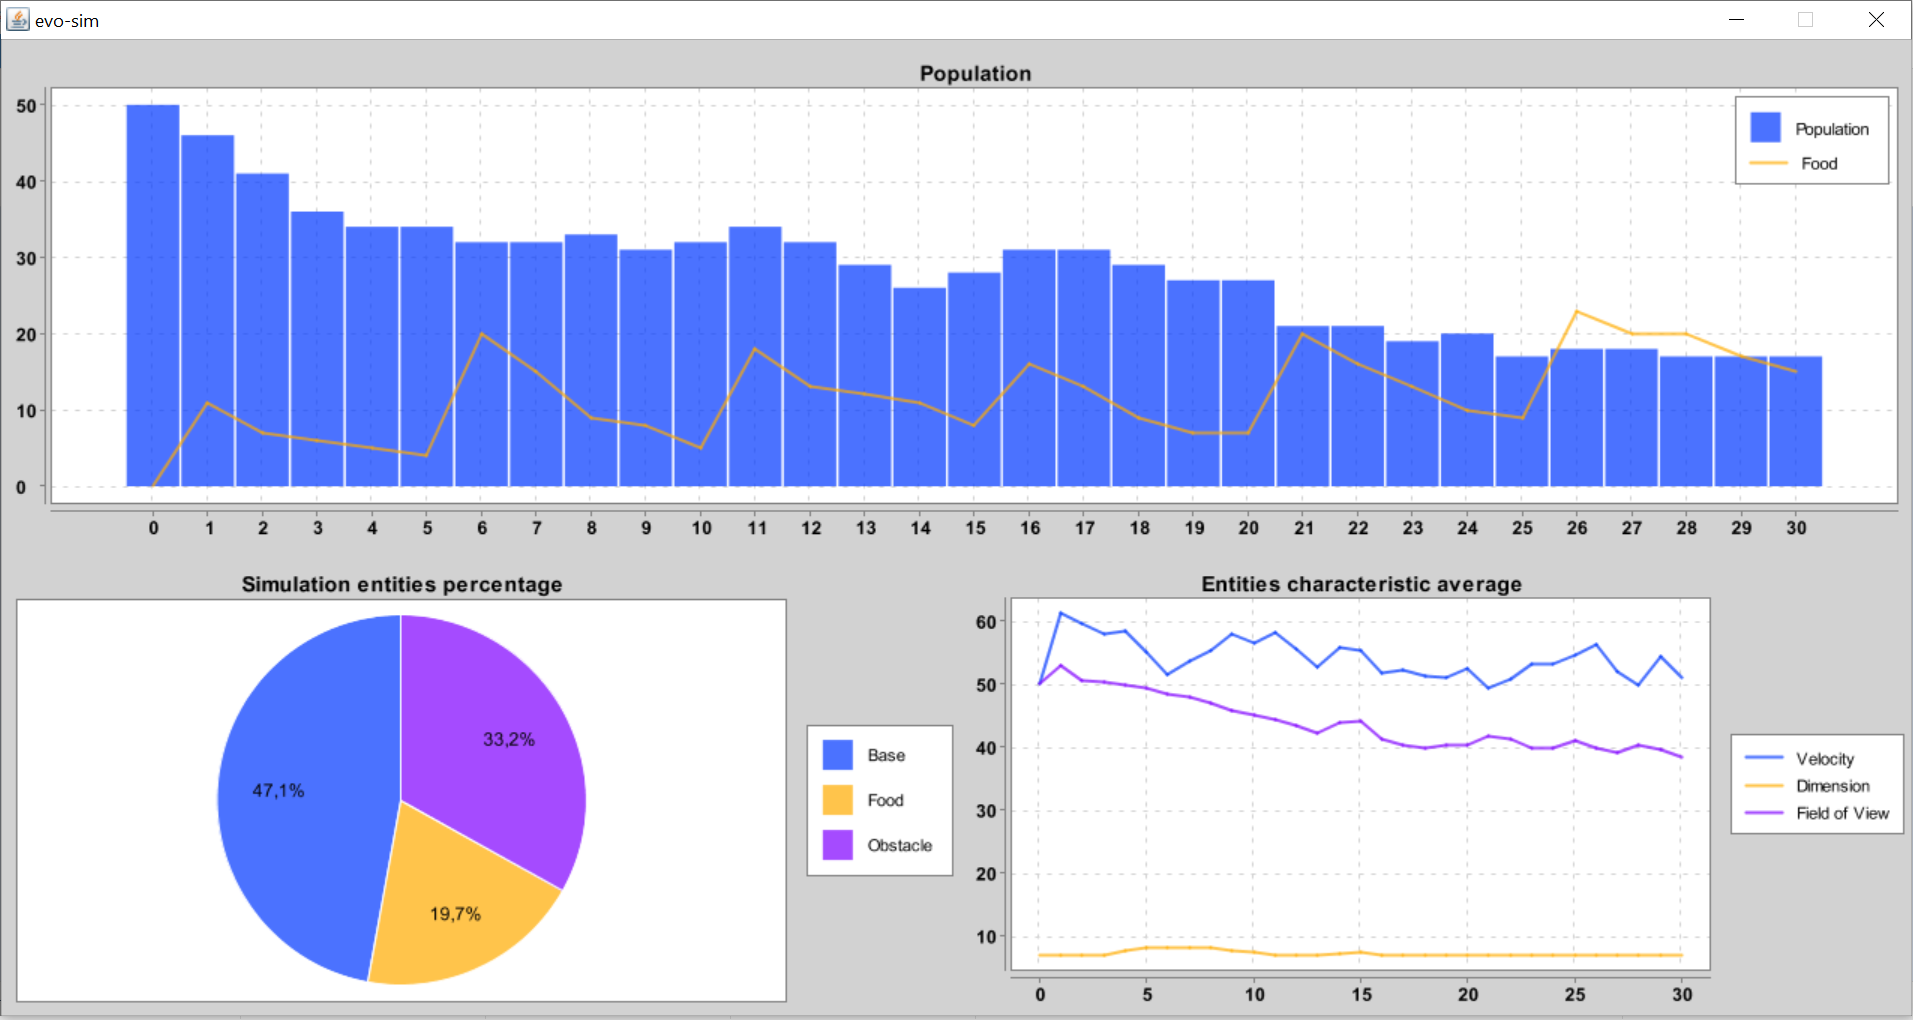 evo-sim
Population
50
40
30
20
10
0
Population
Food
0 1 2 3 4 5 6 7 8 9 10 11 12 13 14 15 16 17 18 19 20 21 22 23 24 25 26 27 28 29 30
Simulation entities percentage
33,2%
47,1%
19,7%
Base
Food
Obstacle
Entities characteristic average
60
50
40
30
20
10
0 5 10 15 20 25 30
Velocity
Dimension
Field of View